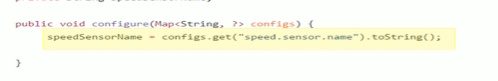 public void configure(Map<String, ?> configs) {
speedSensorName = configs.get("speed.sensor.name").toString();
}